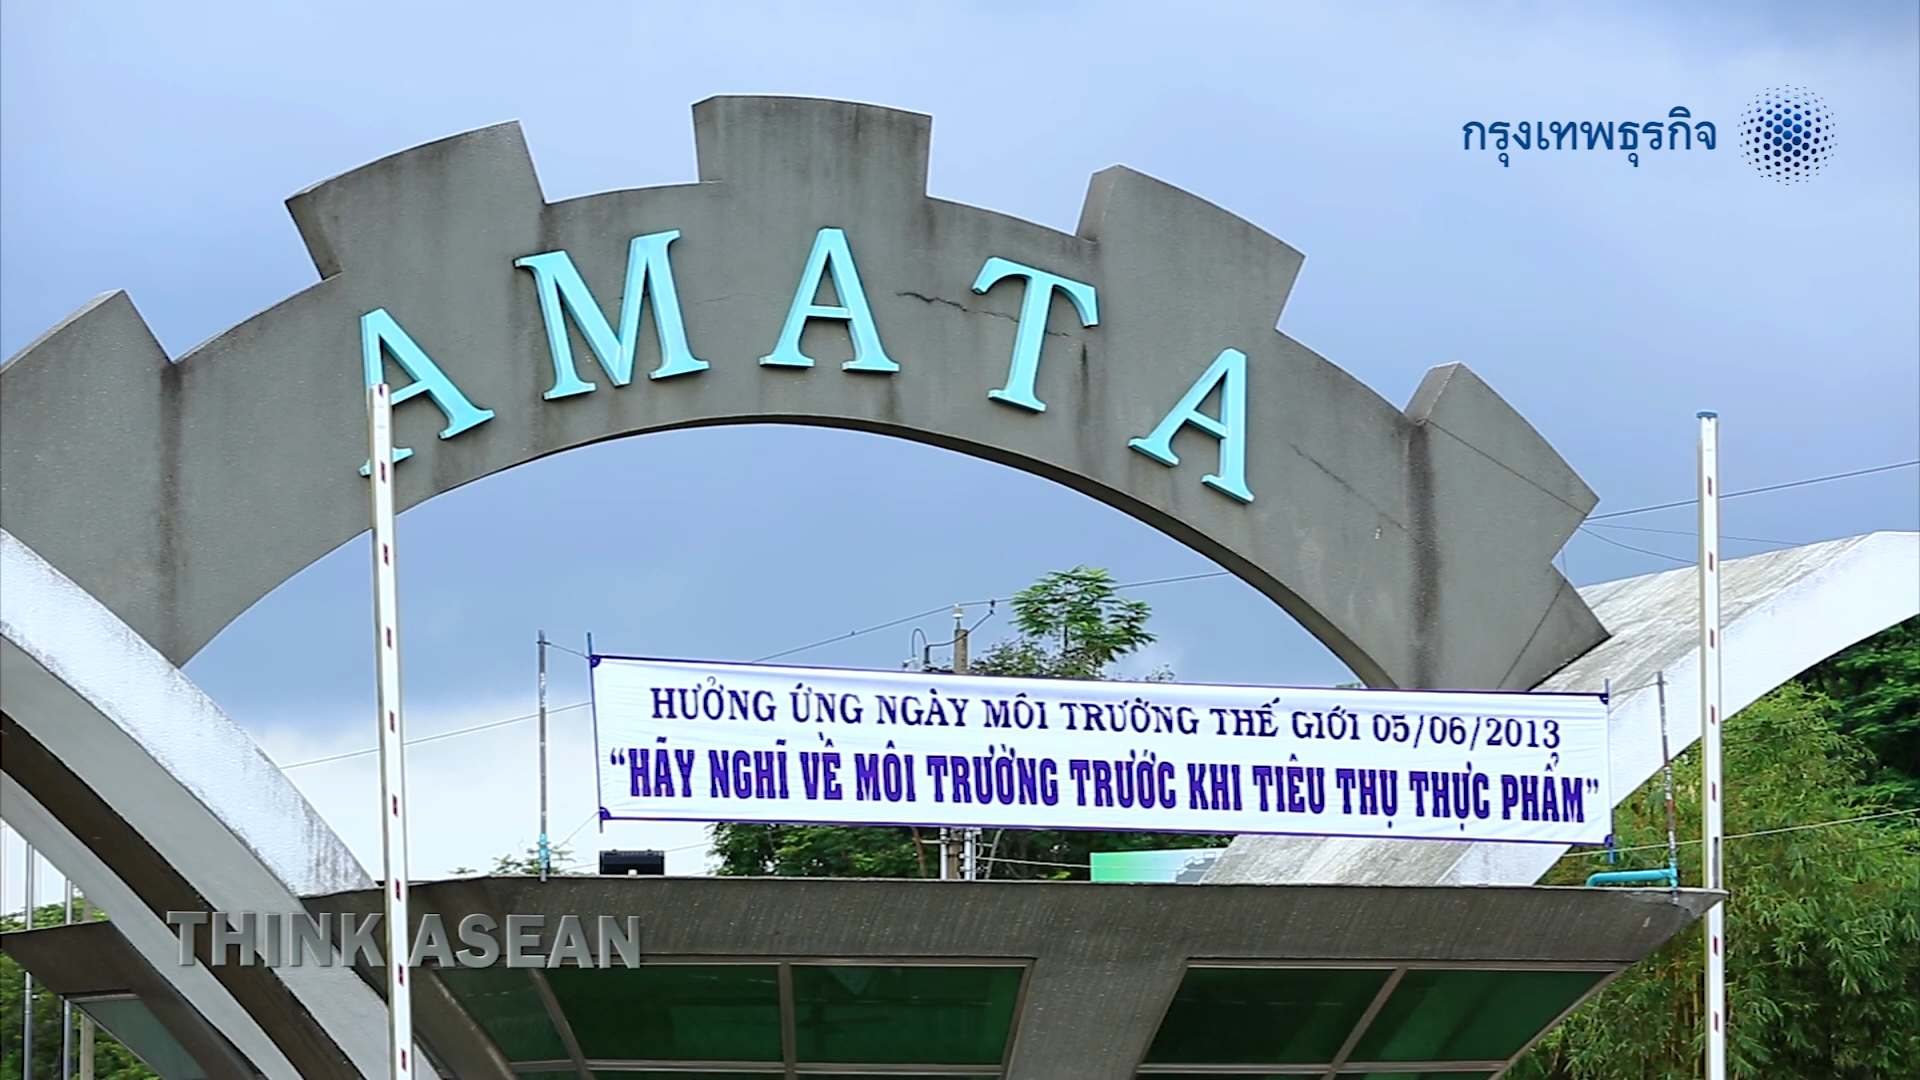 กรุงเทพธุรกิจ
AMATA
HƯỞNG ỨNG NGÀY MÔI TRƯỜNG THẾ GIỚI 05/06/2013
“HÃY NGHĨ VỀ MÔI TRƯỜNG TRƯỚC KHI TIÊU THỤ THỰC PHẨM”
THINK ASEAN